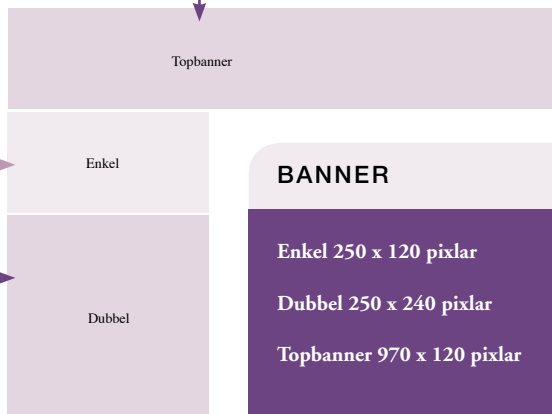 Topbanner
Enkel
Dubbel
BANNER
Enkel 250 x 120 pixlar
Dubbel 250 x 240 pixlar
Topbanner 970 x 120 pixlar